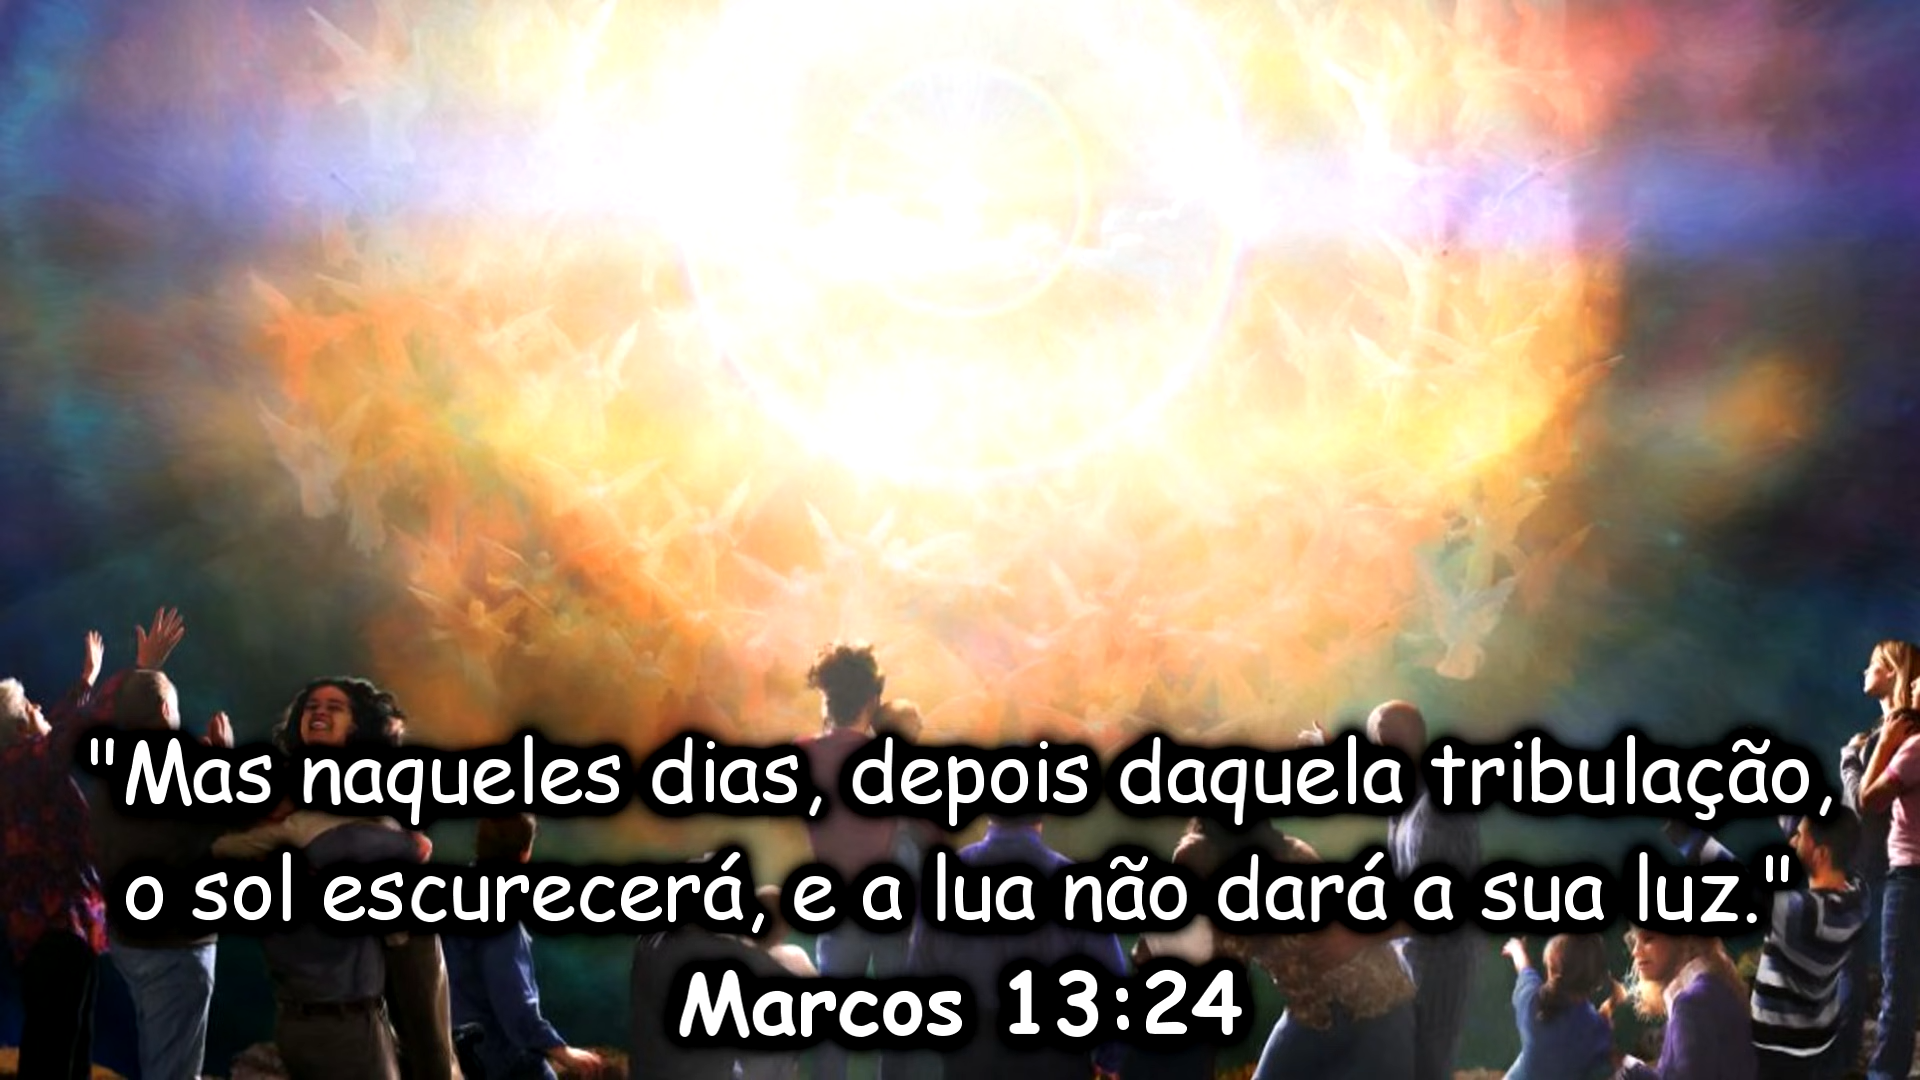 "Mas naqueles dias, depois daquela tribulação,
o sol escurecerá, e a lua não dará a sua luz."
Marcos 13:24